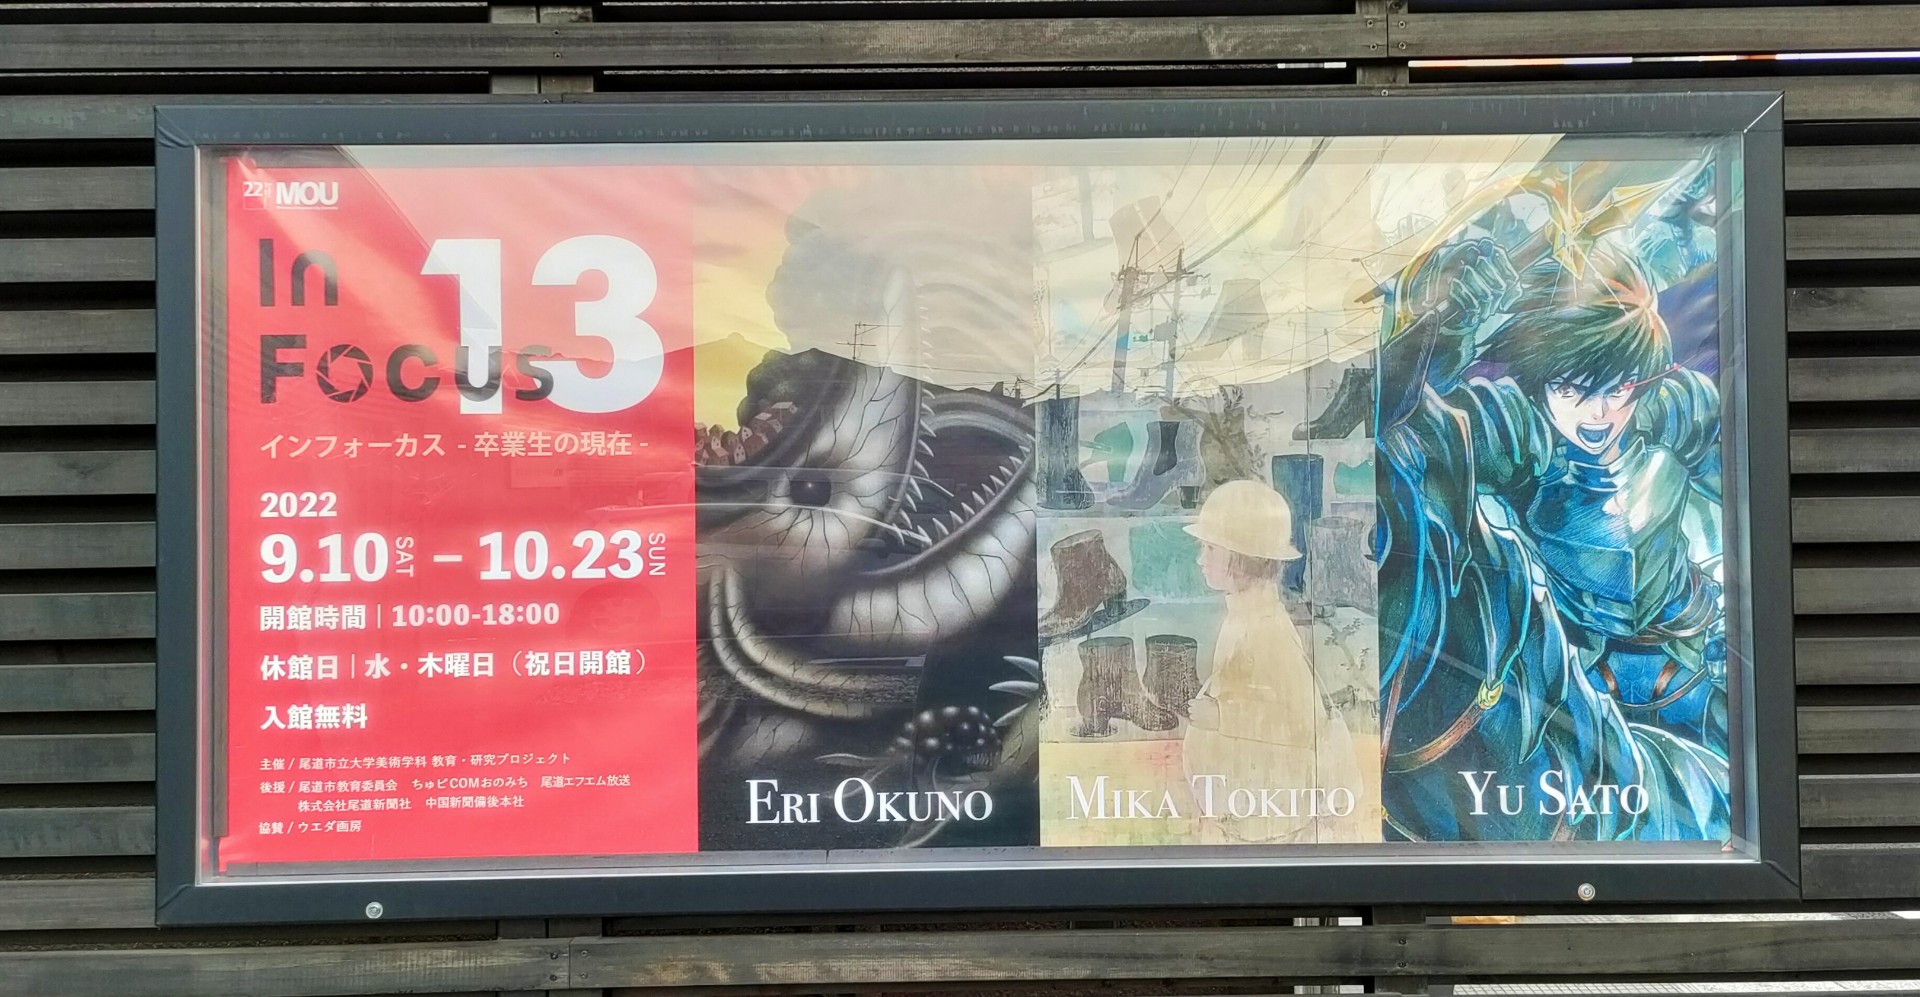 22 MOU
In 13
Focus
インフォーカス - 卒業生の現在 -
2022
9.10 SAT – 10.23 SUN
開館時間｜10:00-18:00
休館日｜水・木曜日（祝日開館）
入館無料
主催 / 尾道市立大学美術学科 教育・研究プロジェクト
後援 / 尾道市教育委員会 ちゅピCOMおのみち 尾道エフエム放送
株式会社尾道新聞社 中国新聞備後本社
協賛 / ウエダ画房
ERI OKUNO
MIKA TOKITO
YU SATO